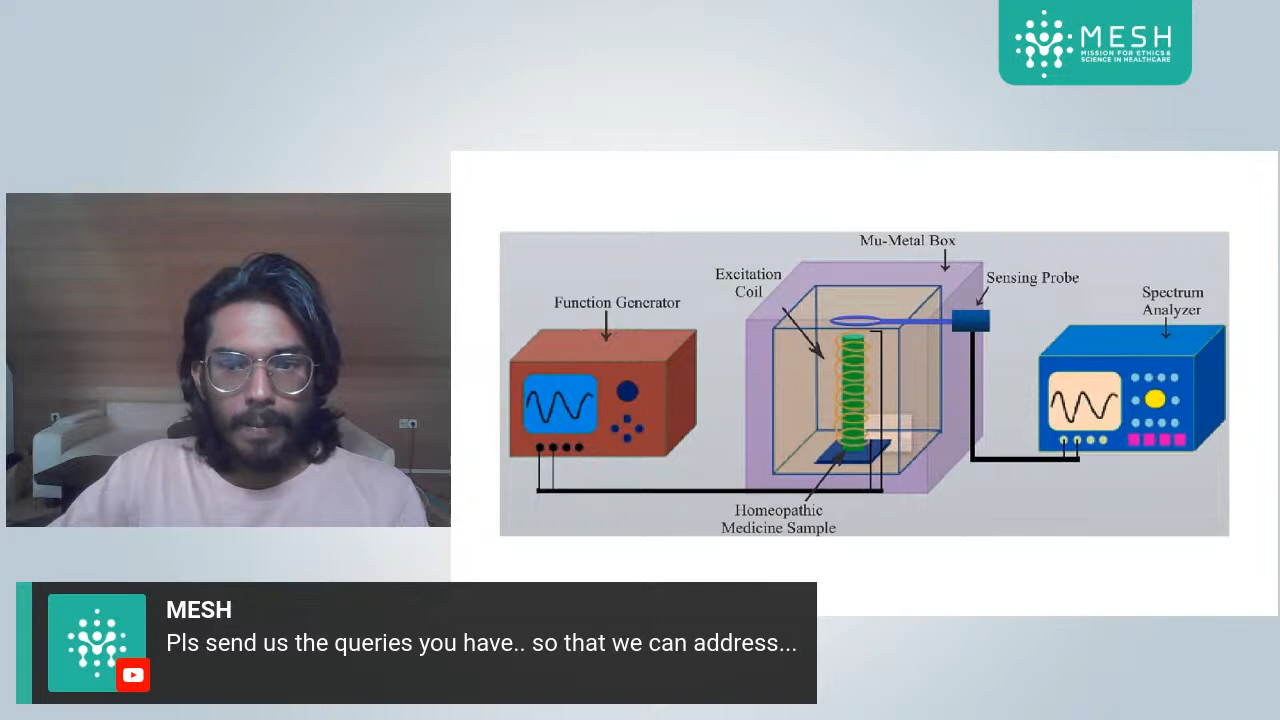 MESH
MISSION FOR ETHICS &
SCIENCE IN HEALTHCARE
Mu-Metal Box
Excitation
Coil
Sensing Probe
Function Generator
Spectrum
Analyzer
Homeopathic
Medicine Sample
MESH
Pls send us the queries you have.. so that we can address...